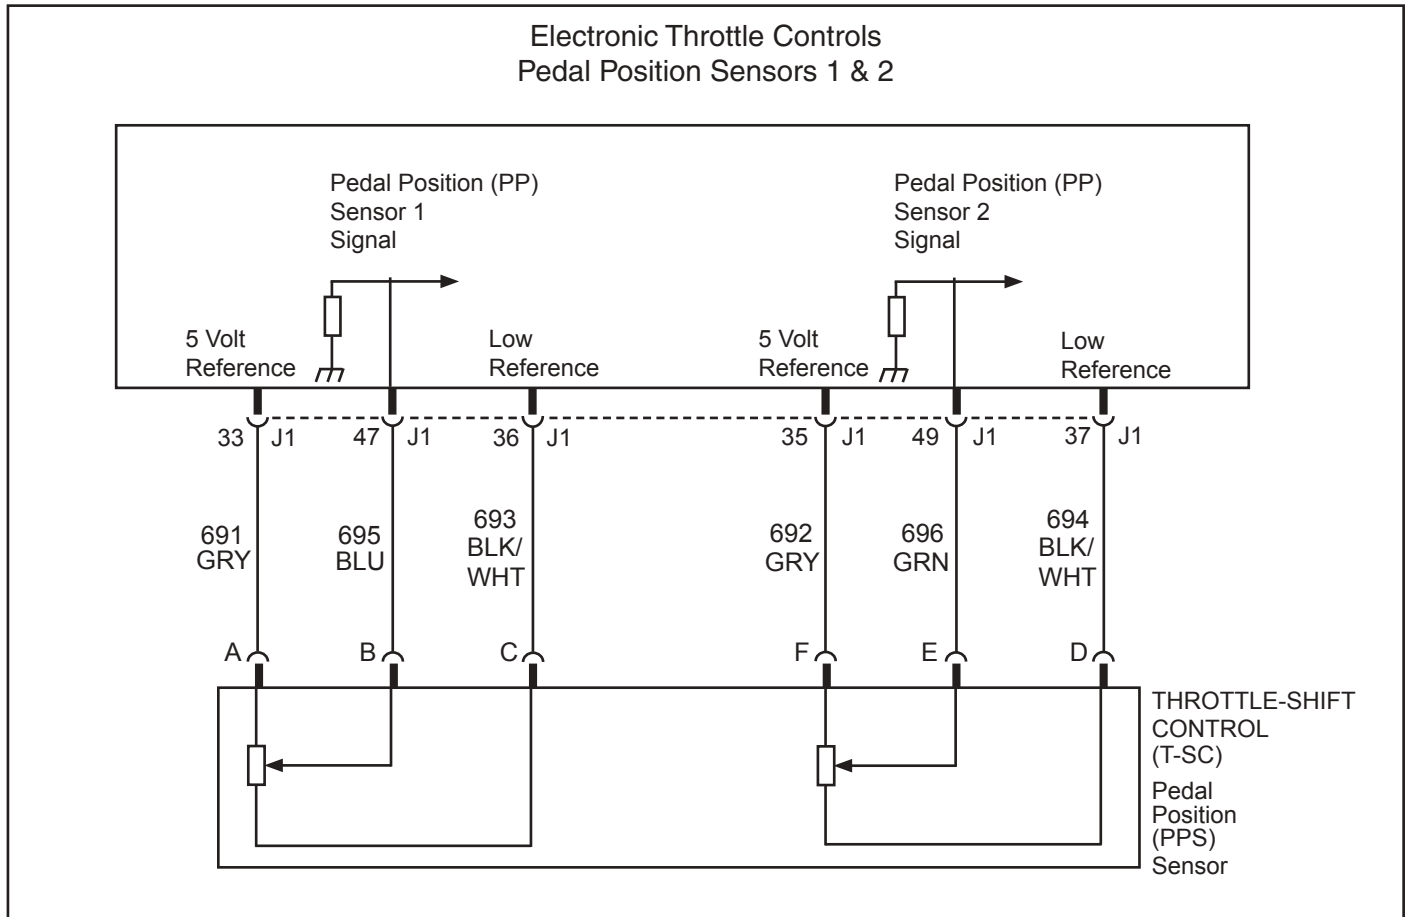 Electronic Throttle Controls
Pedal Position Sensors 1 & 2
Pedal Position (PP)
Sensor 1
Signal
Pedal Position (PP)
Sensor 2
Signal
5 Volt
Reference
Low
Reference
5 Volt
Reference
Low
Reference
33 J1 47 J1 36 J1 35 J1 49 J1 37 J1
691
GRY
695
BLU
693
BLK/
WHT
692
GRY
696
GRN
694
BLK/
WHT
A B C F E D
THROTTLE-SHIFT
CONTROL
(T-SC)
Pedal
Position
(PPS)
Sensor